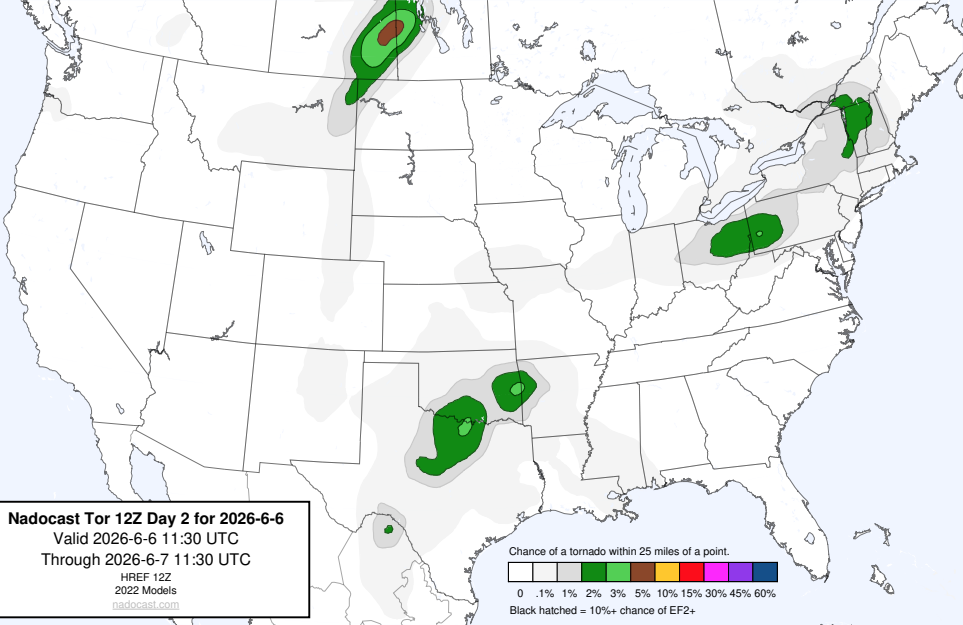 Nadocast Tor 12Z Day 2 for 2026-6-6
Valid 2026-6-6 11:30 UTC
Through 2026-6-7 11:30 UTC
HREF 12Z
2022 Models
nadocast.com
Chance of a tornado within 25 miles of a point.
0 .1% 1% 2% 3% 5% 10% 15% 30% 45% 60%
Black hatched = 10%+ chance of EF2+